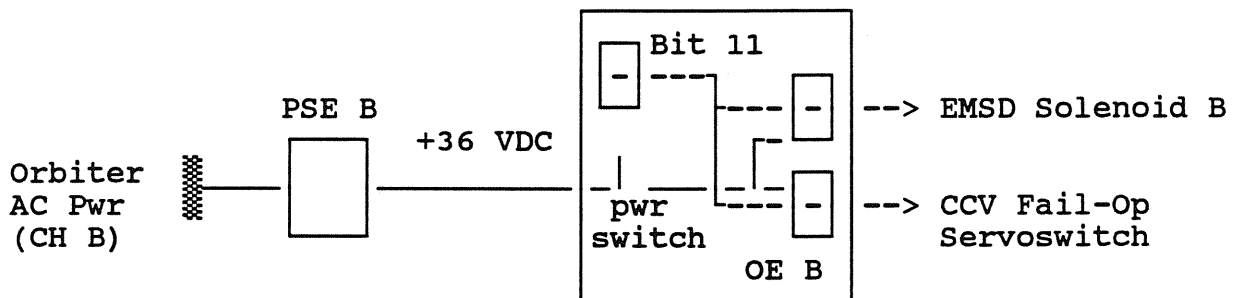 Bit 11
PSE B
+36 VDC
--> EMSD Solenoid B
Orbiter
AC Pwr
(CH B)
pwr
switch
--> CCV Fail-Op
Servoswitch
OE B